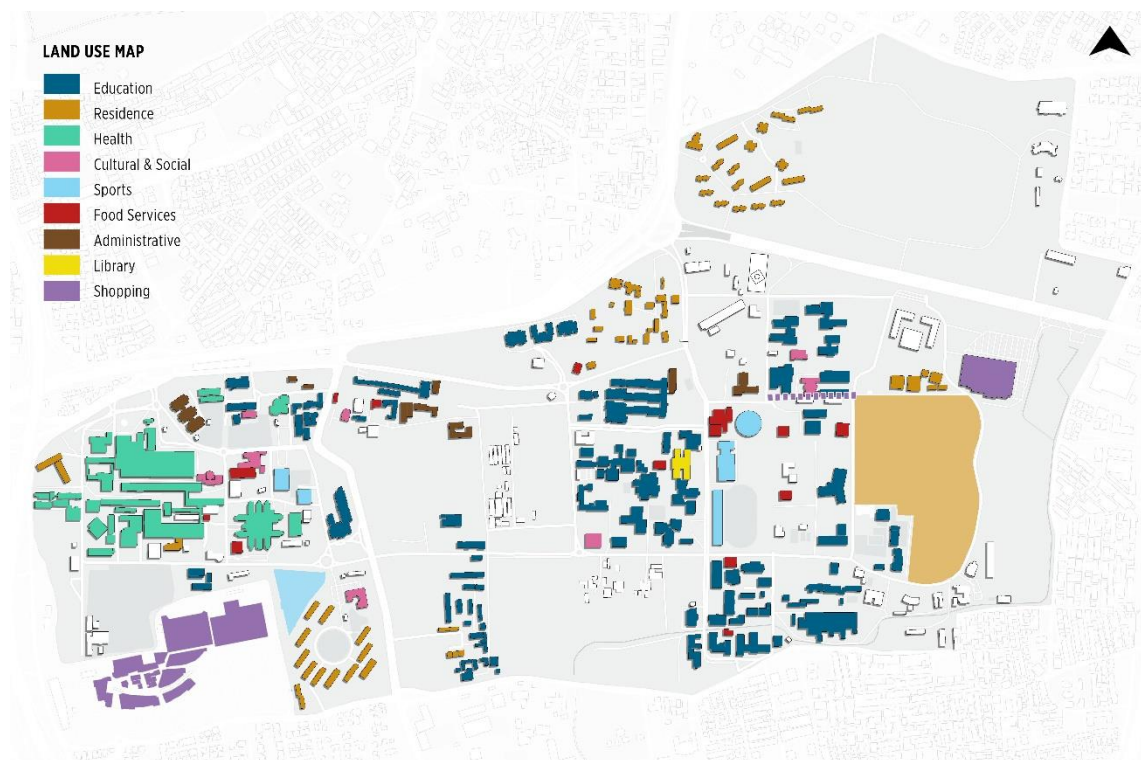 LAND USE MAP
Education
Residence
Health
Cultural & Social
Sports
Food Services
Administrative
Library
Shopping